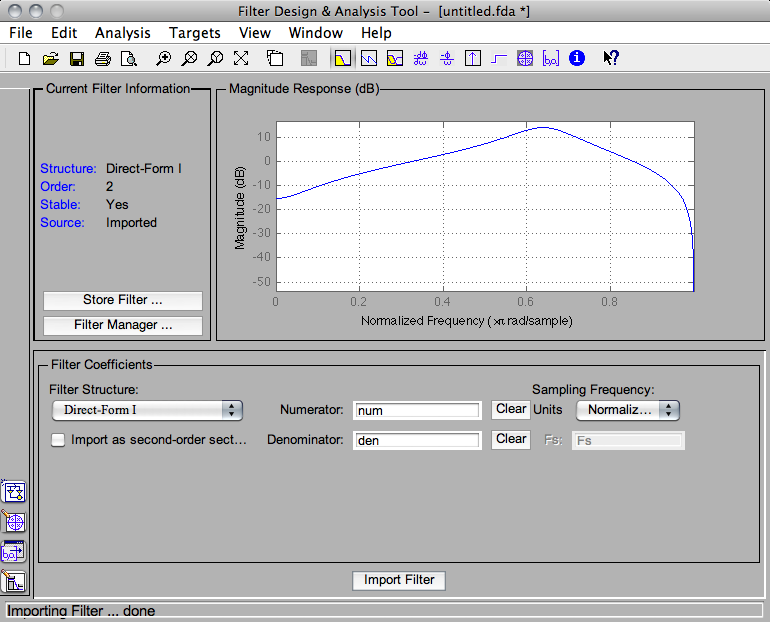 Filter Design & Analysis Tool – [untitled.fda *]
File Edit Analysis Targets View Window Help
Current Filter Information
Structure: Direct-Form I
Order: 2
Stable: Yes
Source: Imported
Store Filter ...
Filter Manager ...
Magnitude Response (dB)
Magnitude (dB)
10
0
-10
-20
-30
-40
-50
0 0.2 0.4 0.6 0.8
Normalized Frequency (×π rad/sample)
Filter Coefficients
Filter Structure:
Direct-Form I
Import as second-order sect...
Numerator: num Clear
Denominator: den Clear
Sampling Frequency:
Units Normaliz...
Fs: Fs
Import Filter
Importing Filter ... done